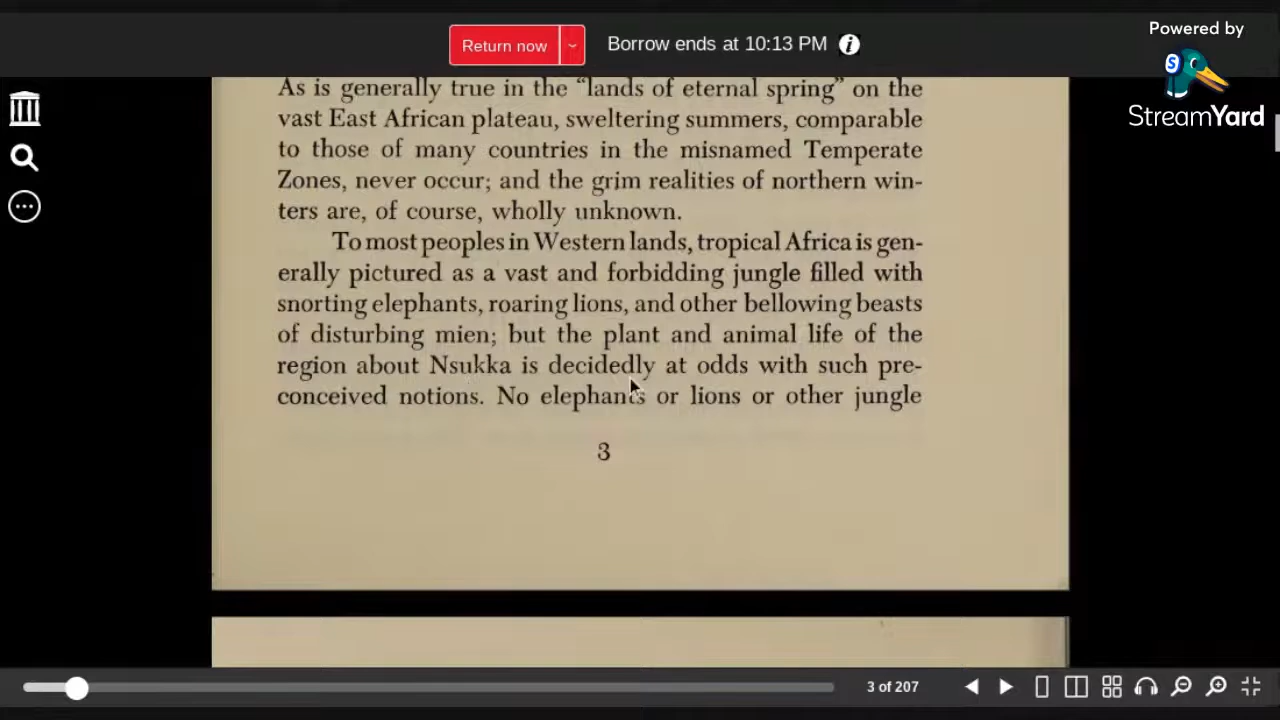 Return now
Borrow ends at 10:13 PM
Powered by
StreamYard
As is generally true in the “lands of eternal spring” on the
vast East African plateau, sweltering summers, comparable
to those of many countries in the misnamed Temperate
Zones, never occur; and the grim realities of northern win-
ters are, of course, wholly unknown.
To most peoples in Western lands, tropical Africa is gen-
erally pictured as a vast and forbidding jungle filled with
snorting elephants, roaring lions, and other bellowing beasts
of disturbing mien; but the plant and animal life of the
region about Nsukka is decidedly at odds with such pre-
conceived notions. No elephants or lions or other jungle
3
3 of 207